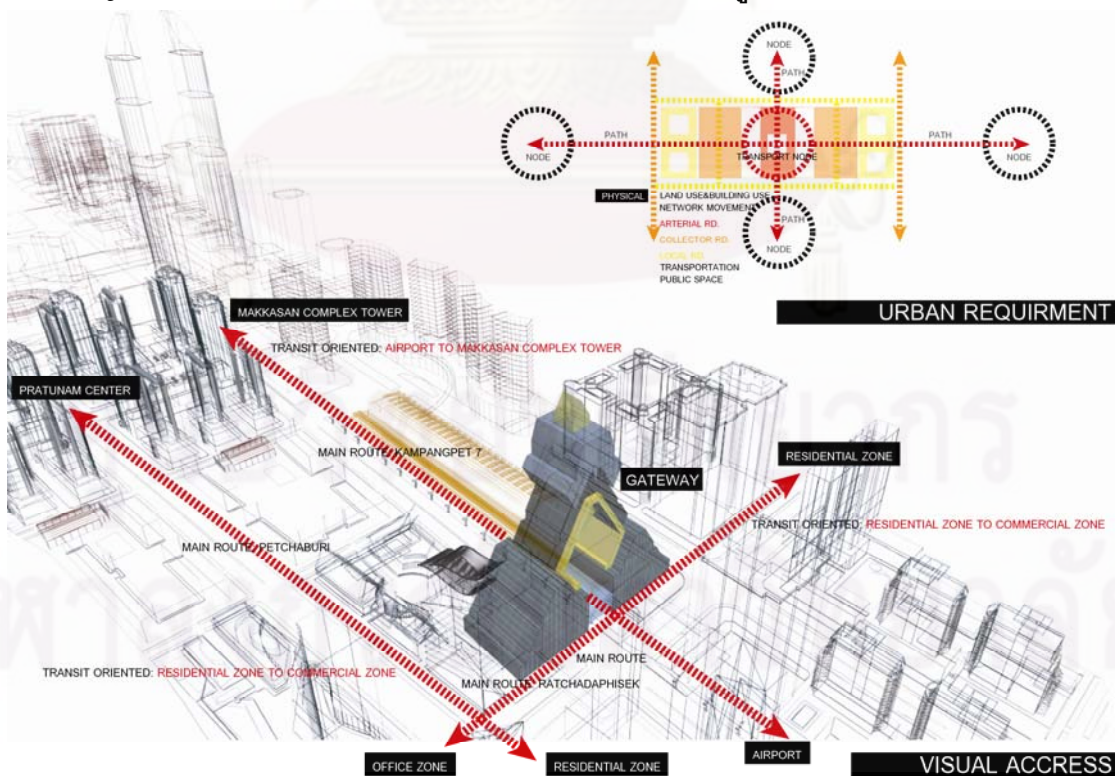 NODE
PATH
PATH
PATH
NODE
NODE
TRANSPORT NODE
PHYSICAL
LAND USE&BUILDING USE
NETWORK MOVEMENT
ARTERIAL RD.
COLLECTOR RD.
LOCAL RD.
TRANSPORTATION
PUBLIC SPACE
PATH
NODE
URBAN REQUIRMENT
MAKKASAN COMPLEX TOWER
TRANSIT ORIENTED: AIRPORT TO MAKKASAN COMPLEX TOWER
PRATUNAM CENTER
MAIN ROUTE: KAMPANGPET 7
GATEWAY
RESIDENTIAL ZONE
TRANSIT ORIENTED: RESIDENTIAL ZONE TO COMMERCIAL ZONE
MAIN ROUTE: PETCHABURI
MAIN ROUTE
TRANSIT ORIENTED: RESIDENTIAL ZONE TO COMMERCIAL ZONE
MAIN ROUTE: RATCHADAPHISEK
OFFICE ZONE
RESIDENTIAL ZONE
AIRPORT
VISUAL ACCRESS